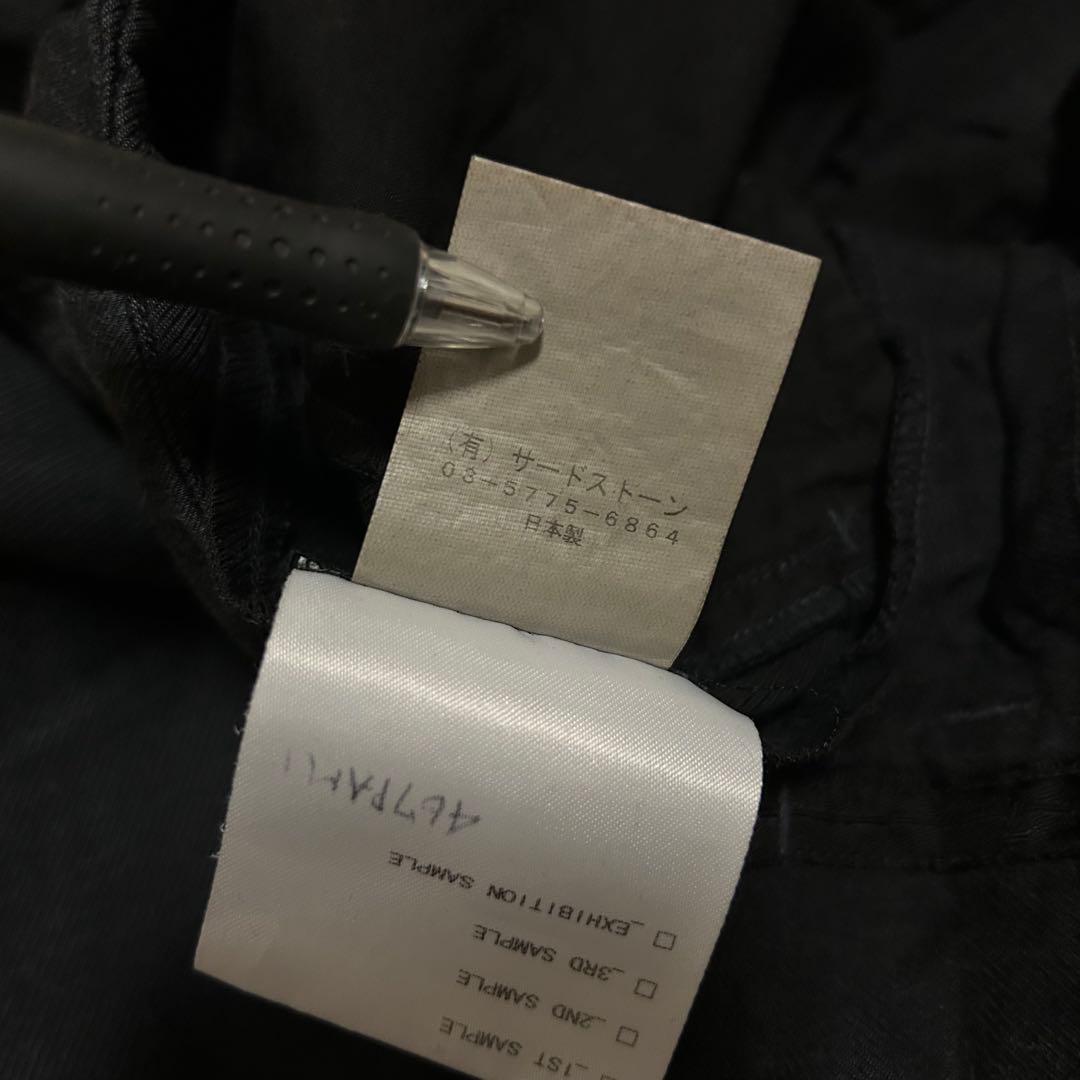 (有) サードストーン
03-5775-6864
日本製
□ _1ST SAMPLE
□ _2ND SAMPLE
□ _3RD SAMPLE
□ _EXHIBITION SAMPLE